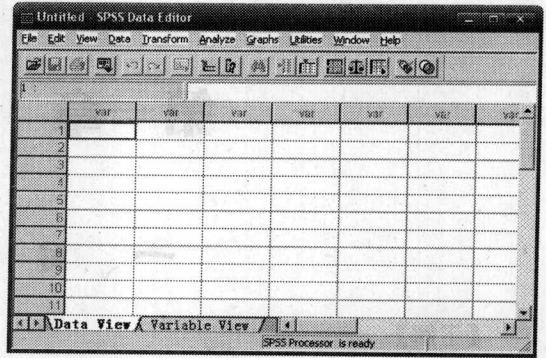 Untitled - SPSS Data Editor
File Edit View Data Transform Analyze Graphs Utilities Window Help
1 :
var var var var var var var
1
2
3
4
5
6
7
8
9
10
11
Data View Variable View
SPSS Processor is ready